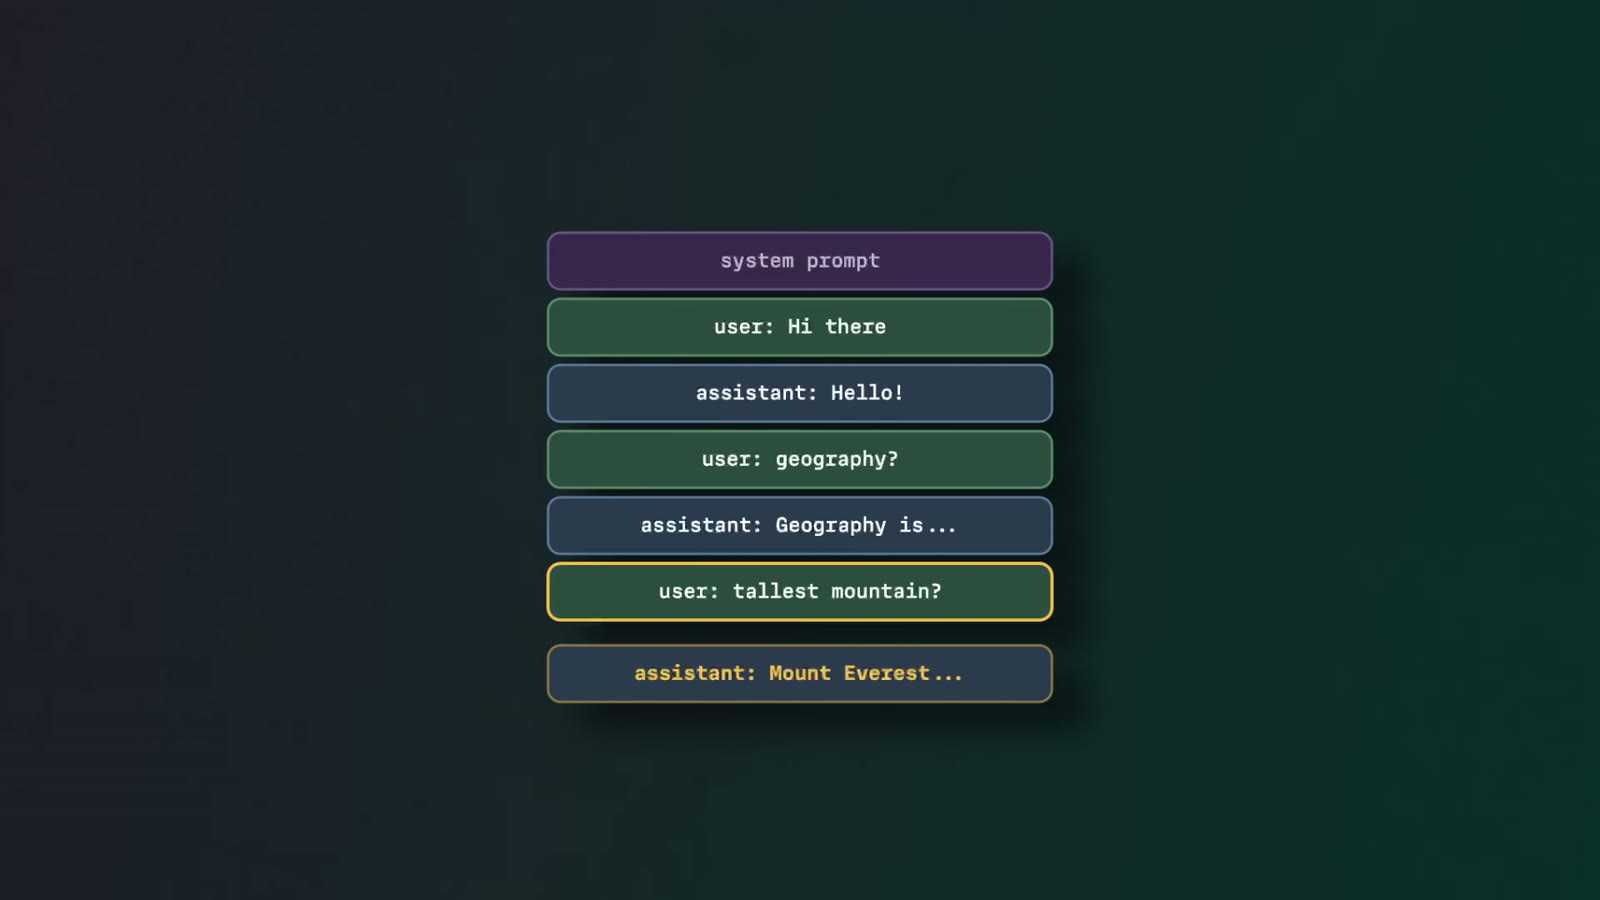 system prompt
user: Hi there
assistant: Hello!
user: geography?
assistant: Geography is...
user: tallest mountain?
assistant: Mount Everest...